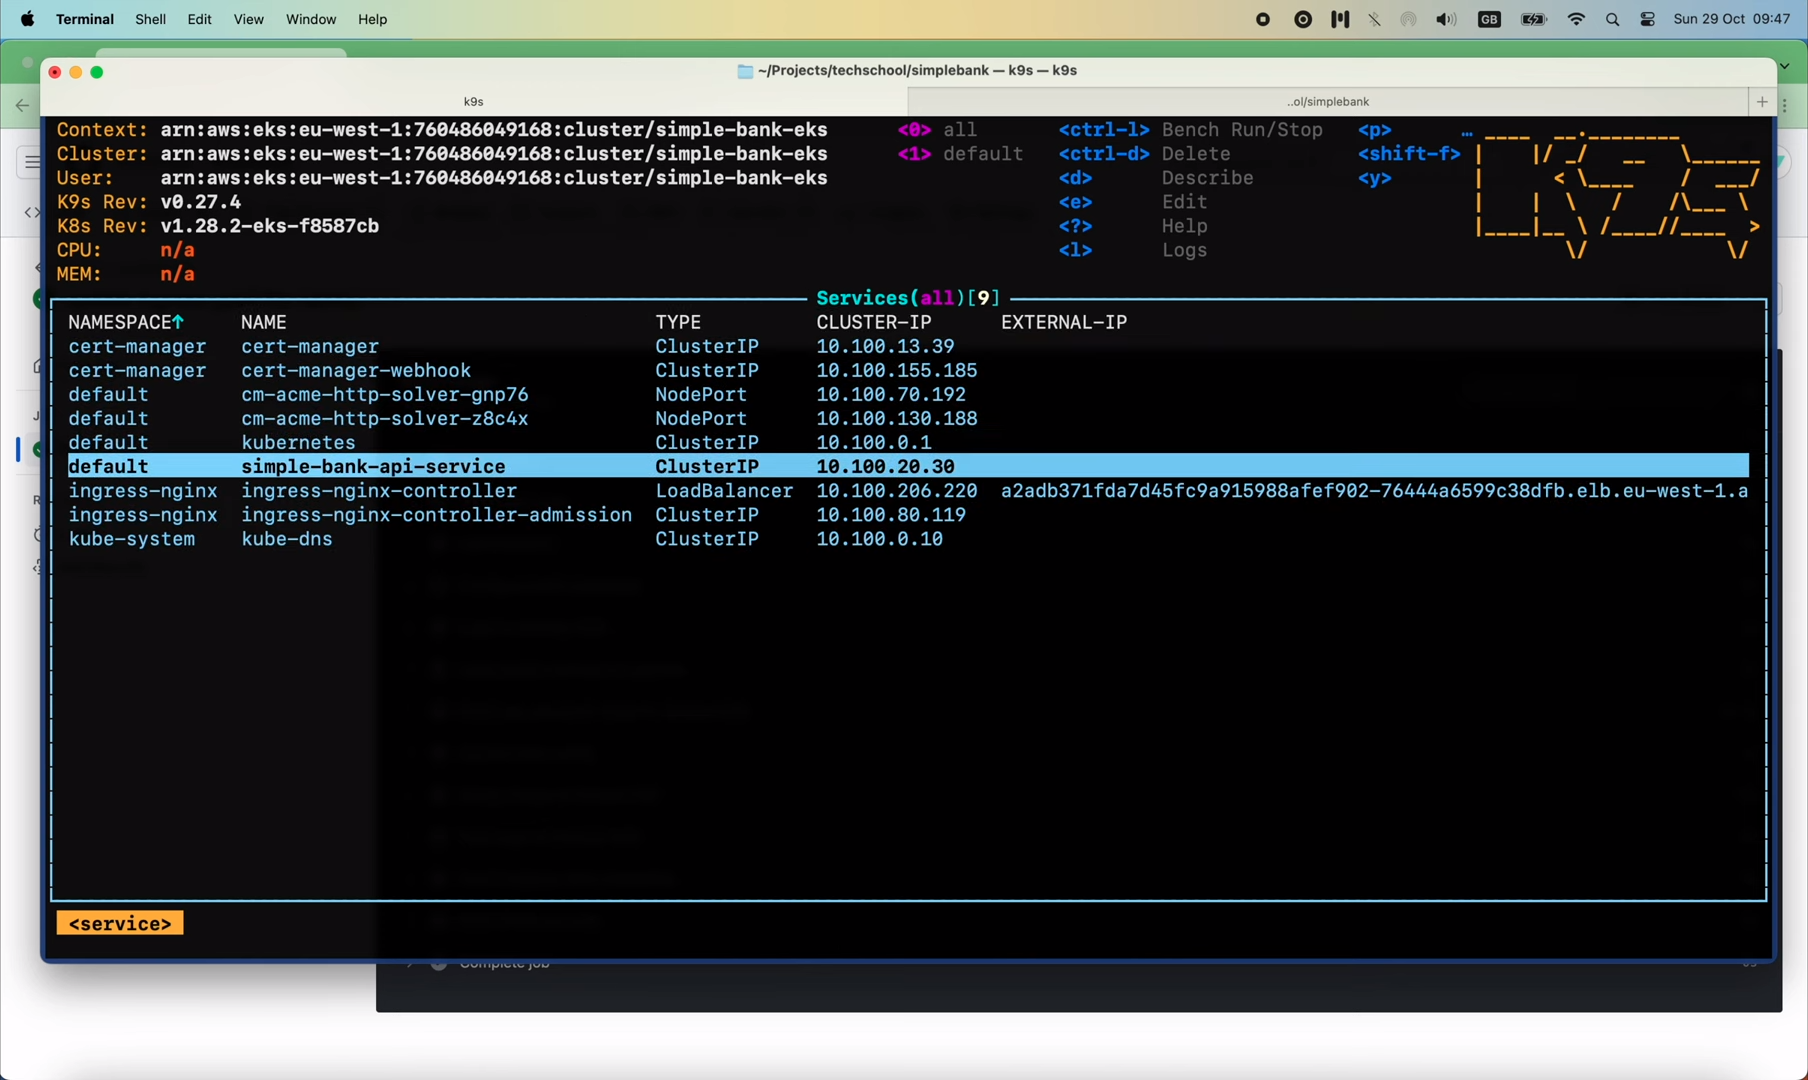 Terminal Shell Edit View Window Help GB Sun 29 Oct 09:47
~/Projects/techschool/simplebank — k9s — k9s
k9s ..ol/simplebank
Context: arn:aws:eks:eu-west-1:760486049168:cluster/simple-bank-eks <0> all <ctrl-l> Bench Run/Stop <p> …
Cluster: arn:aws:eks:eu-west-1:760486049168:cluster/simple-bank-eks <1> default <ctrl-d> Delete <shift-f>
User: arn:aws:eks:eu-west-1:760486049168:cluster/simple-bank-eks <d> Describe <y>
K9s Rev: v0.27.4 <e> Edit
K8s Rev: v1.28.2-eks-f8587cb <?> Help
CPU: n/a <l> Logs
MEM: n/a
Services(all)[9]
NAMESPACE↑ NAME TYPE CLUSTER-IP EXTERNAL-IP
cert-manager cert-manager ClusterIP 10.100.13.39
cert-manager cert-manager-webhook ClusterIP 10.100.155.185
default cm-acme-http-solver-gnp76 NodePort 10.100.70.192
default cm-acme-http-solver-z8c4x NodePort 10.100.130.188
default kubernetes ClusterIP 10.100.0.1
default simple-bank-api-service ClusterIP 10.100.20.30
ingress-nginx ingress-nginx-controller LoadBalancer 10.100.206.220 a2adb371fda7d45fc9a915988afef902-76444a6599c38dfb.elb.eu-west-1.a
ingress-nginx ingress-nginx-controller-admission ClusterIP 10.100.80.119
kube-system kube-dns ClusterIP 10.100.0.10
<service>
Complete job